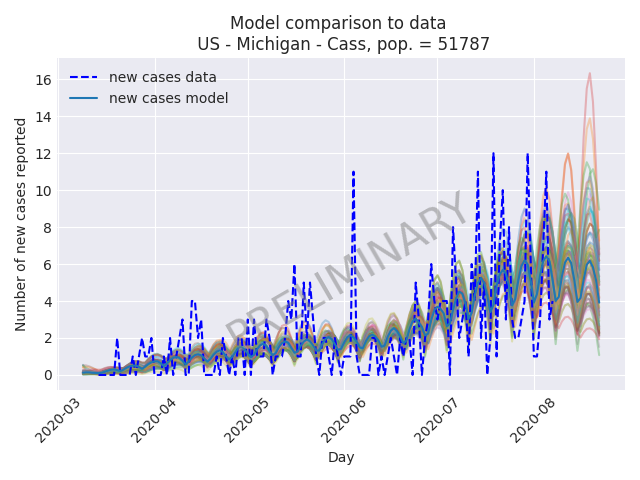 Model comparison to data
US - Michigan - Cass, pop. = 51787
new cases data
new cases model
Number of new cases reported
16
14
12
10
8
6
4
2
0
PRELIMINARY
2020-03
2020-04
2020-05
2020-06
2020-07
2020-08
Day